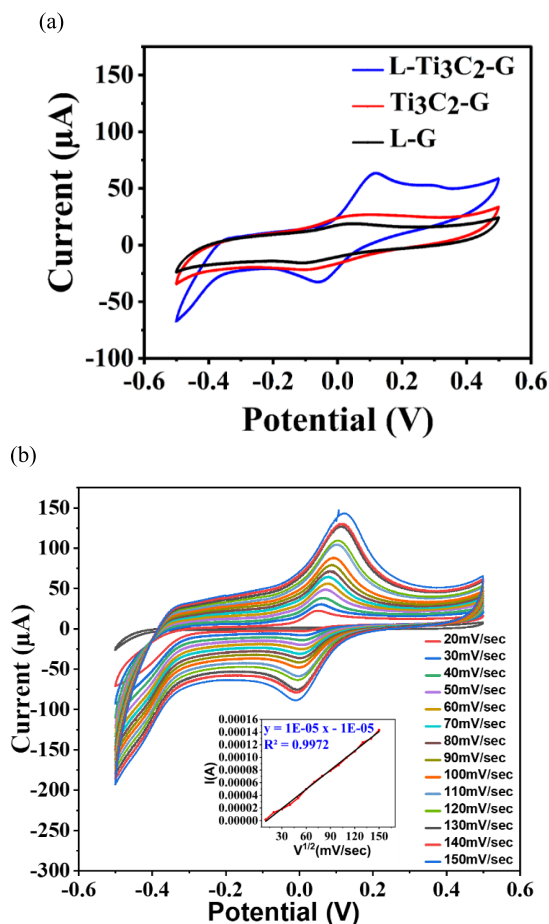 (a)
L-Ti3C2-G
Ti3C2-G
L-G
150
100
50
0
-50
-100
Current (µA)
-0.6 -0.4 -0.2 0.0 0.2 0.4 0.6
Potential (V)
(b)
150
100
50
0
-50
-100
-150
-200
-250
-300
Current (µA)
20mV/sec
30mV/sec
40mV/sec
50mV/sec
60mV/sec
70mV/sec
80mV/sec
90mV/sec
100mV/sec
110mV/sec
120mV/sec
130mV/sec
140mV/sec
150mV/sec
y = 1E-05 x - 1E-05
R² = 0.9972
0.00016
0.00014
0.00012
0.00010
0.00008
0.00006
0.00004
0.00002
0.00000
I(A)
30 60 90 120 150
V1/2(mV/sec)
-0.6 -0.4 -0.2 0.0 0.2 0.4 0.6
Potential (V)